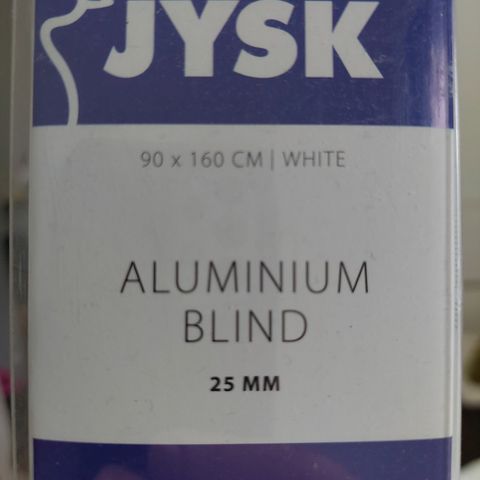 JYSK
90 x 160 CM | WHITE
ALUMINIUM
BLIND
25 MM